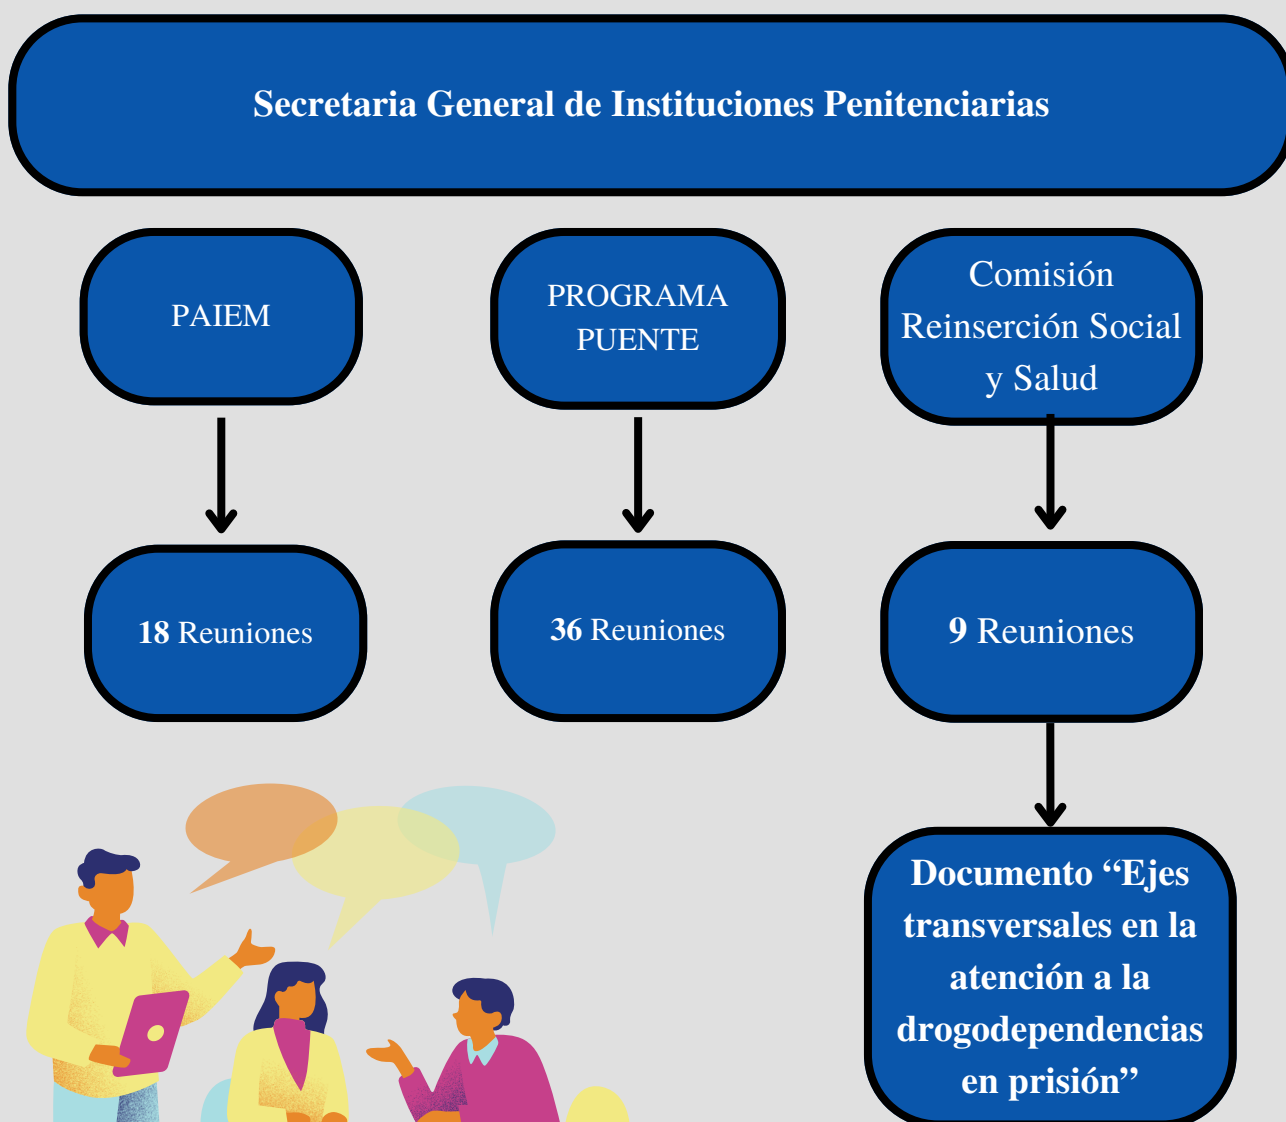 Secretaria General de Instituciones Penitenciarias
PAIEM
PROGRAMA
PUENTE
Comisión
Reinserción Social
y Salud
18 Reuniones
36 Reuniones
9 Reuniones
Documento “Ejes
transversales en la
atención a la
drogodependencias
en prisión”